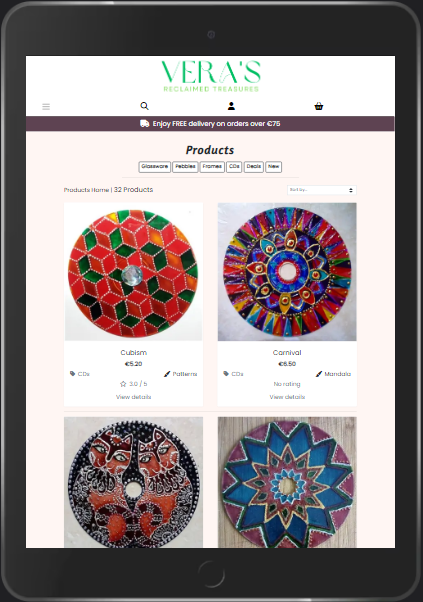 VERA'S
RECLAIMED TREASURES
Enjoy FREE delivery on orders over €75
Products
Glassware Pebbles Frames CDs Deals New
Products Home | 32 Products
Sort by...
Cubism
€5.20
CDs Patterns
3.0 / 5
View details
Carnival
€6.50
CDs Mandala
No rating
View details